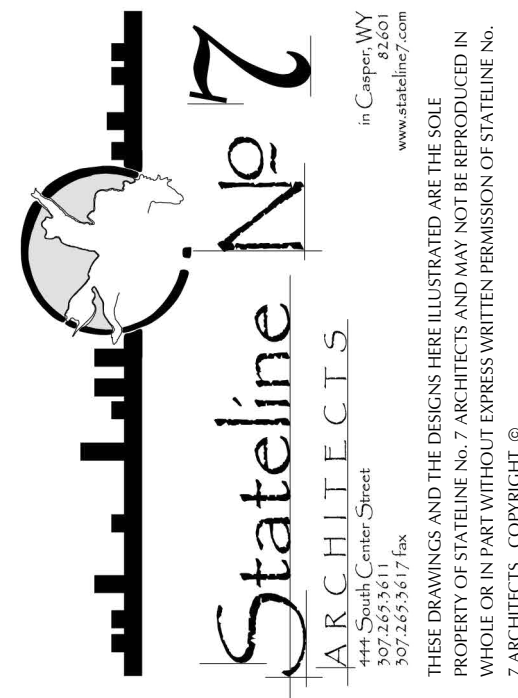 Stateline No 7
ARCHITECTS
444 South Center Street
307.265.3611
307.265.3617 fax
in Casper, WY
82601
www.stateline7.com
THESE DRAWINGS AND THE DESIGNS HERE ILLUSTRATED ARE THE SOLE
PROPERTY OF STATELINE No. 7 ARCHITECTS AND MAY NOT BE REPRODUCED IN
WHOLE OR IN PART WITHOUT EXPRESS WRITTEN PERMISSION OF STATELINE No.
7 ARCHITECTS COPYRIGHT ©